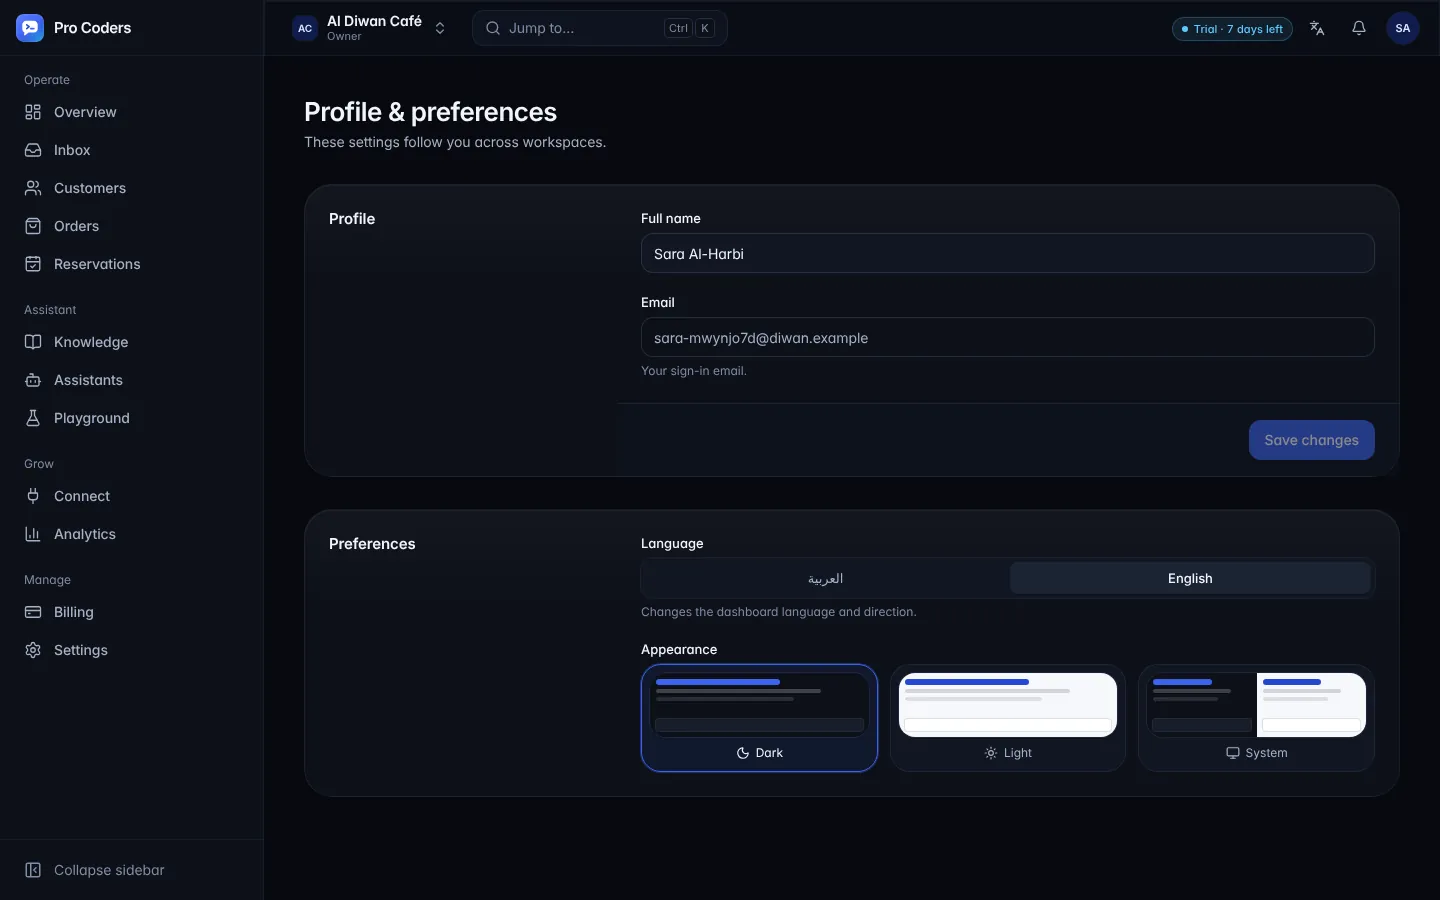 Pro Coders
AC
Al Diwan Café
Owner
Jump to...
Ctrl K
Trial · 7 days left
SA
Operate
Overview
Inbox
Customers
Orders
Reservations
Assistant
Knowledge
Assistants
Playground
Grow
Connect
Analytics
Manage
Billing
Settings
Collapse sidebar
Profile & preferences
These settings follow you across workspaces.
Profile
Full name
Sara Al-Harbi
Email
sara-mwynjo7d@diwan.example
Your sign-in email.
Save changes
Preferences
Language
العربية
English
Changes the dashboard language and direction.
Appearance
Dark
Light
System